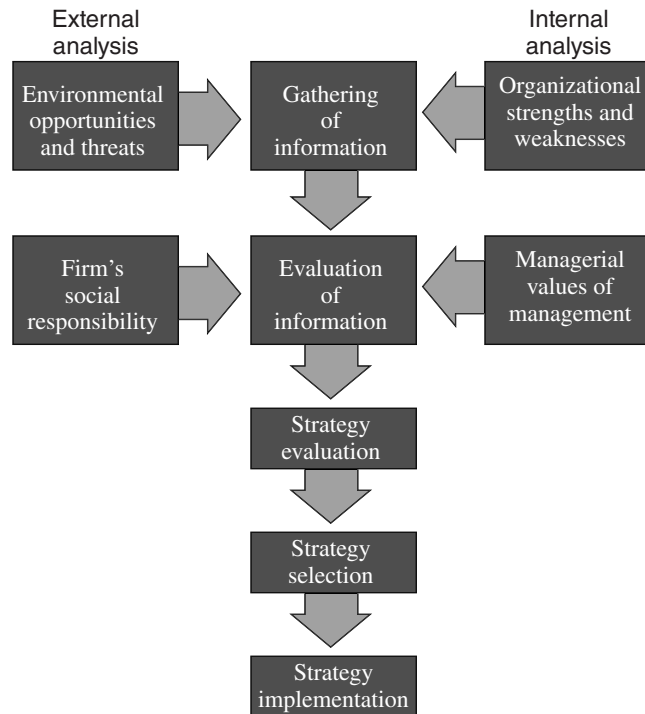 External
analysis
Internal
analysis
Environmental
opportunities
and threats
Gathering
of
information
Organizational
strengths and
weaknesses
Firm’s
social
responsibility
Evaluation
of
information
Managerial
values of
management
Strategy
evaluation
Strategy
selection
Strategy
implementation